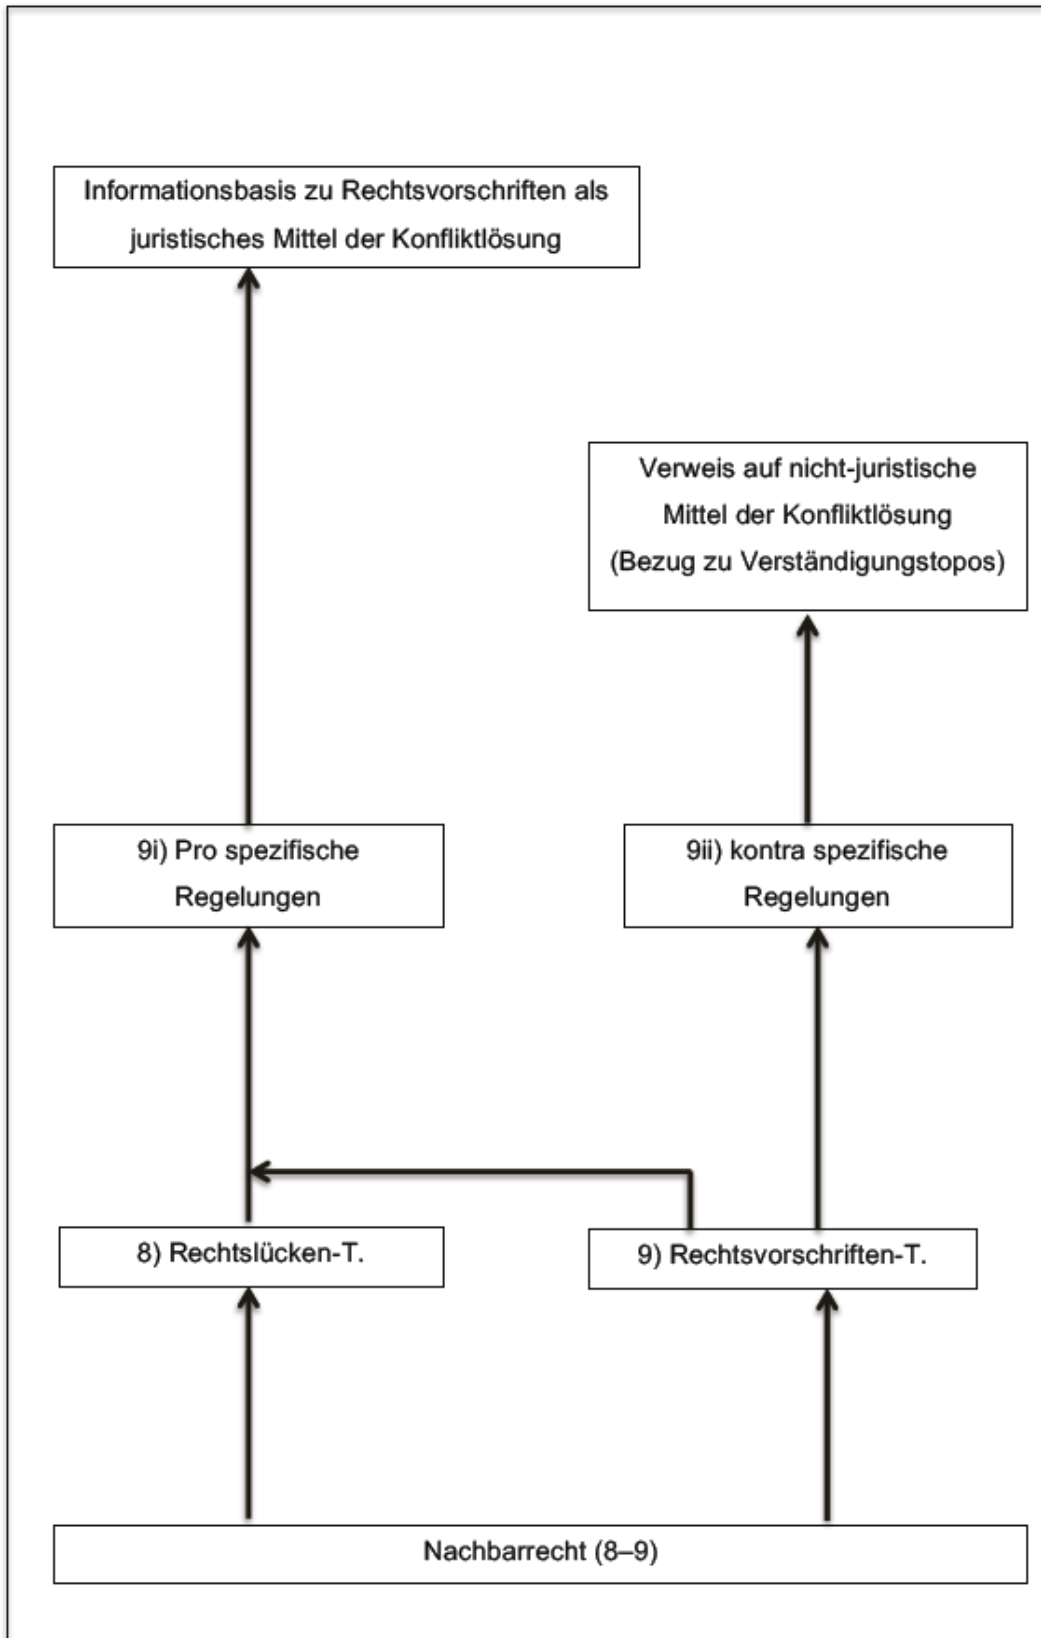 Informationsbasis zu Rechtsvorschriften als
juristisches Mittel der Konfliktlösung
Verweis auf nicht-juristische
Mittel der Konfliktlösung
(Bezug zu Verständigungstopos)
9i) Pro spezifische
Regelungen
9ii) kontra spezifische
Regelungen
8) Rechtslücken-T.
9) Rechtsvorschriften-T.
Nachbarrecht (8–9)